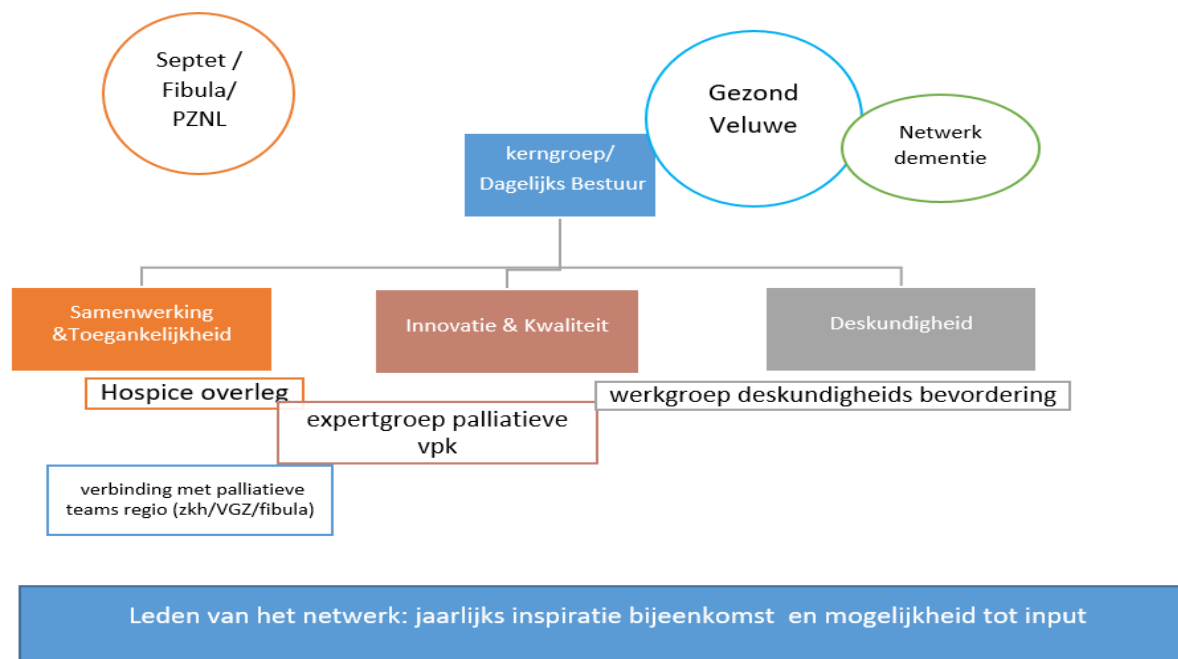 Septet /
Fibula/
PZNL
Gezond
Veluwe
Netwerk
dementie
kerngroep/
Dagelijks Bestuur
Samenwerking
&Toegankelijkheid
Innovatie & Kwaliteit
Deskundigheid
Hospice overleg
expertgroep palliatieve
vpk
werkgroep deskundigheids bevordering
verbinding met palliatieve
teams regio (zkh/VGZ/fibula)
Leden van het netwerk: jaarlijks inspiratie bijeenkomst en mogelijkheid tot input